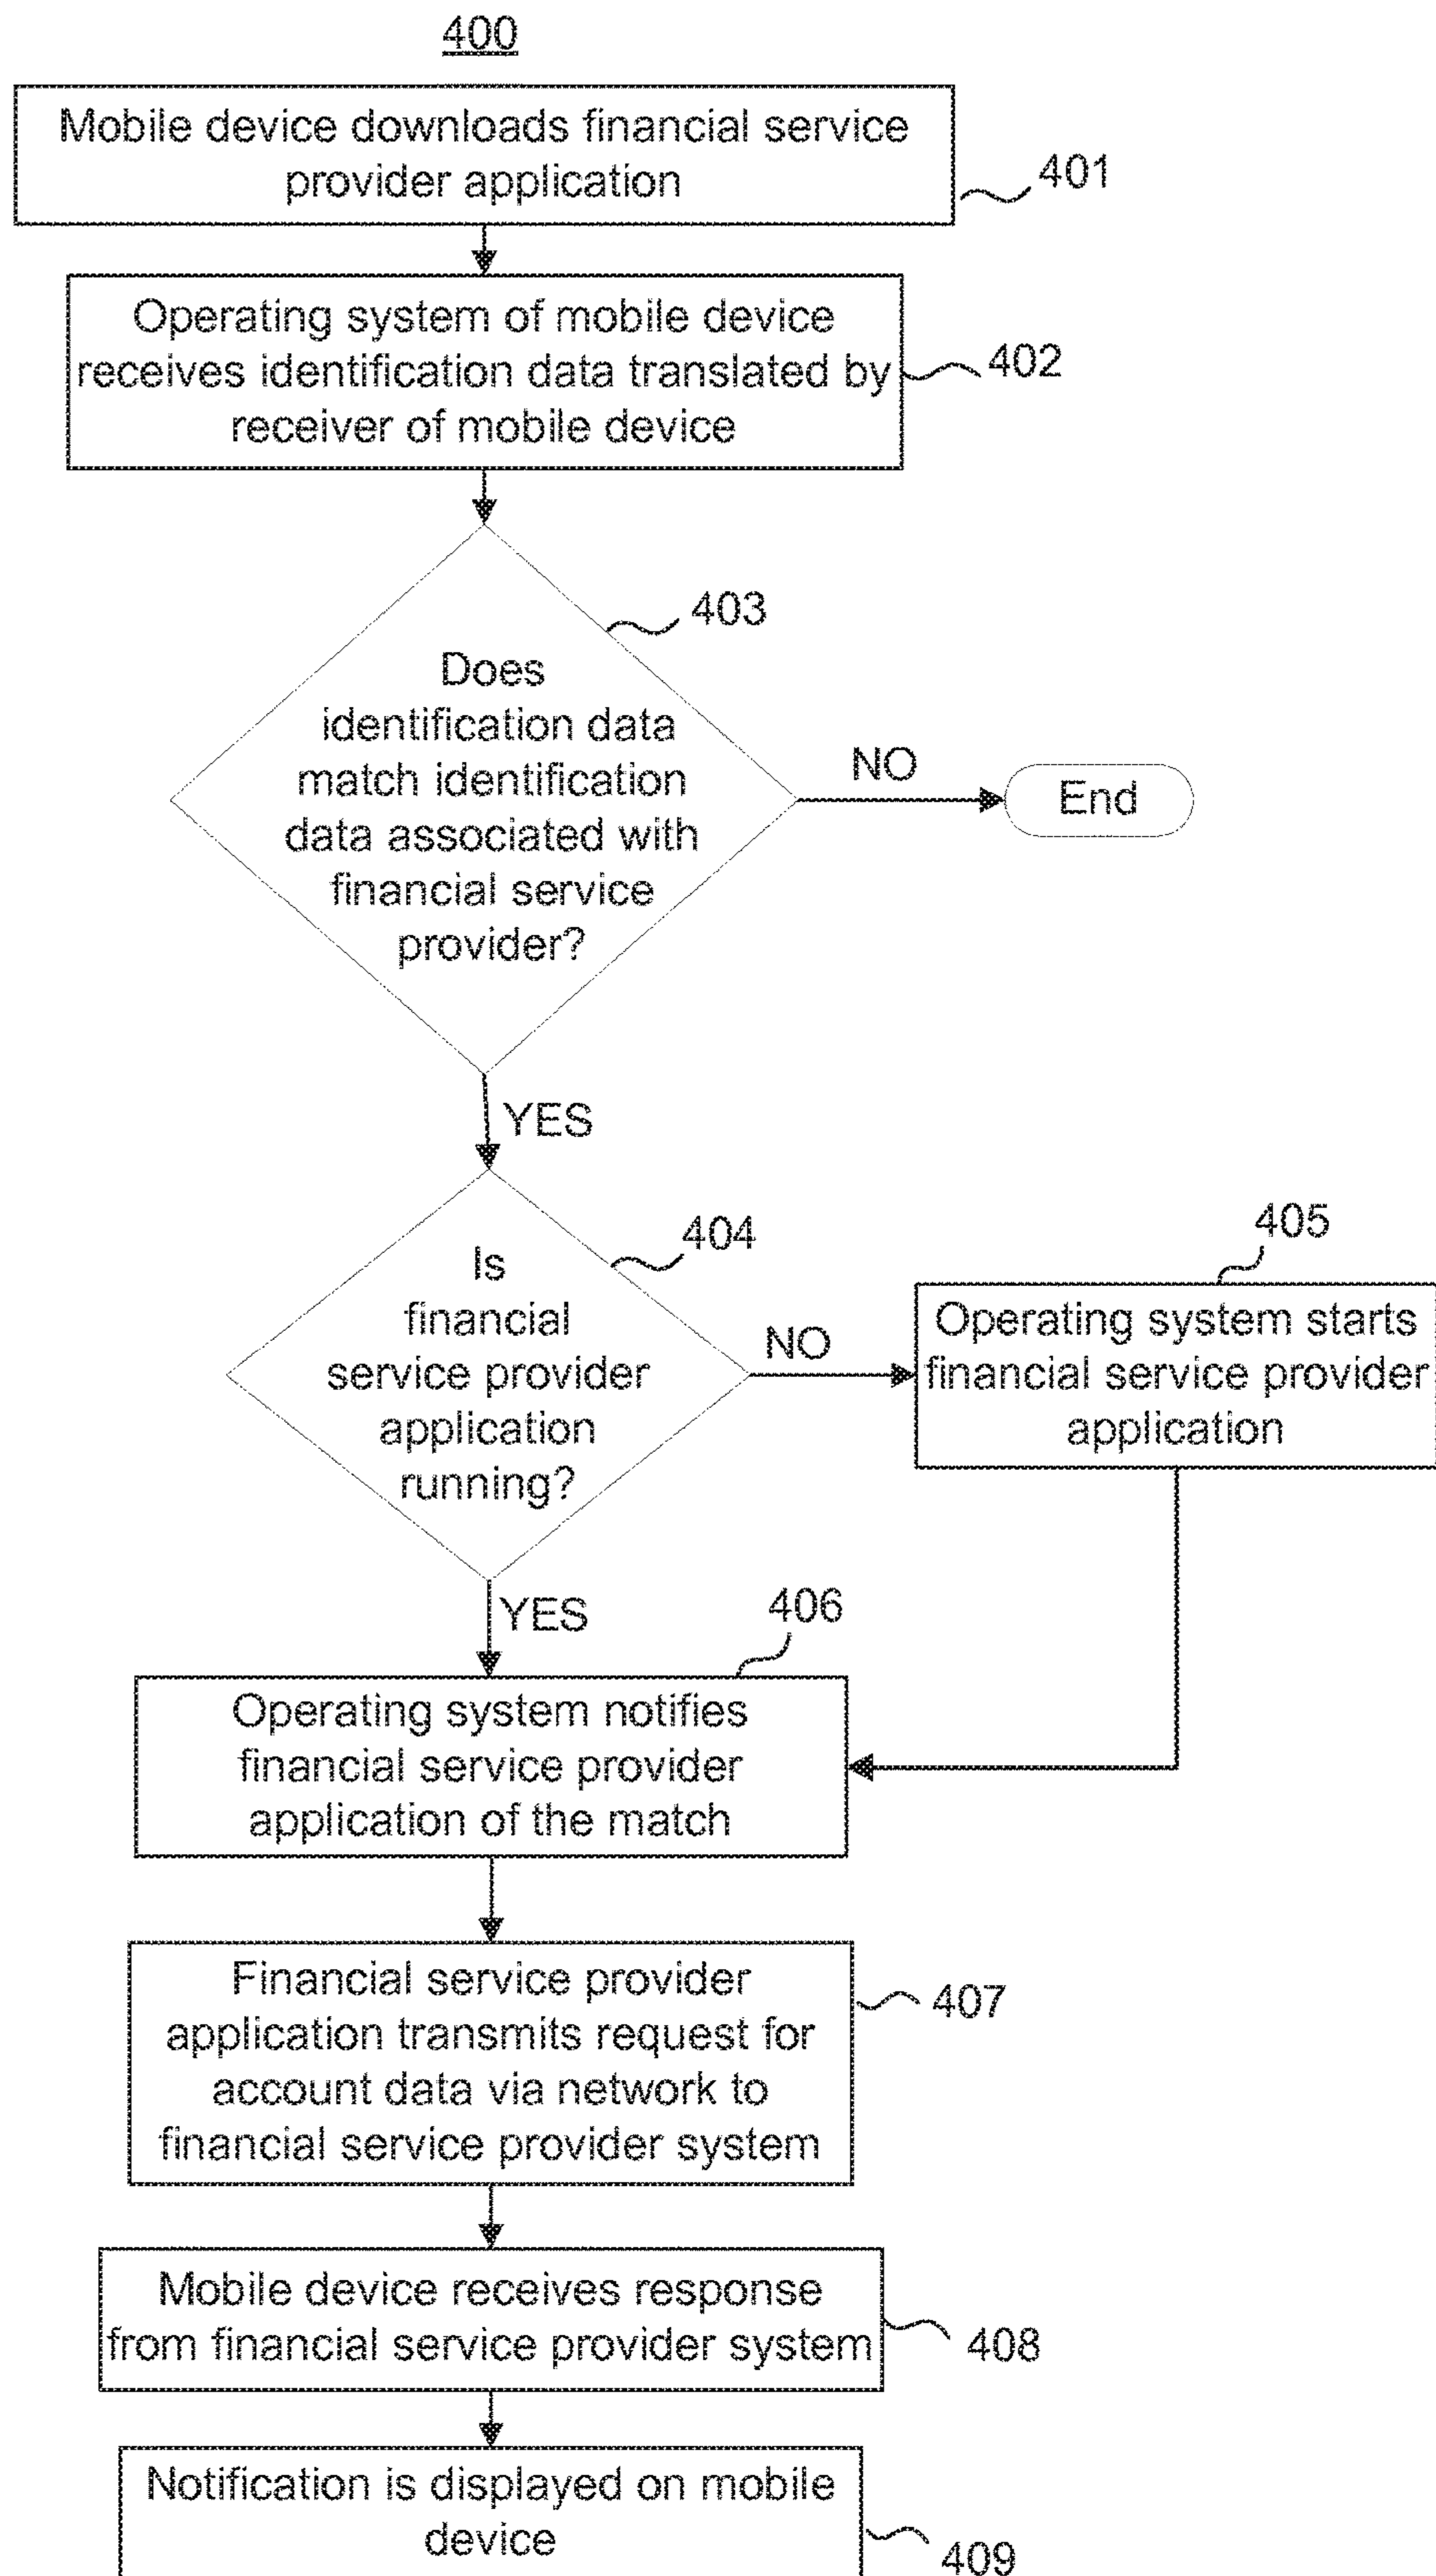 400
Mobile device downloads financial service
provider application
401
Operating system of mobile device
receives identification data translated by
receiver of mobile device
402
403
Does
identification data
match identification
data associated with
financial service
provider?
NO
End
YES
404
Is
financial
service provider
application
running?
NO
405
Operating system starts
financial service provider
application
YES
406
Operating system notifies
financial service provider
application of the match
Financial service provider
application transmits request for
account data via network to
financial service provider system
407
Mobile device receives response
from financial service provider system
408
Notification is displayed on mobile
device
409